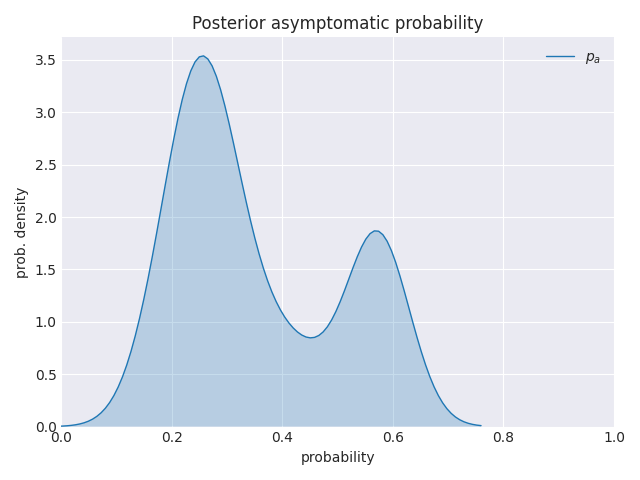 Posterior asymptomatic probability
pₐ
prob. density
3.5
3.0
2.5
2.0
1.5
1.0
0.5
0.0
0.0 0.2 0.4 0.6 0.8 1.0
probability